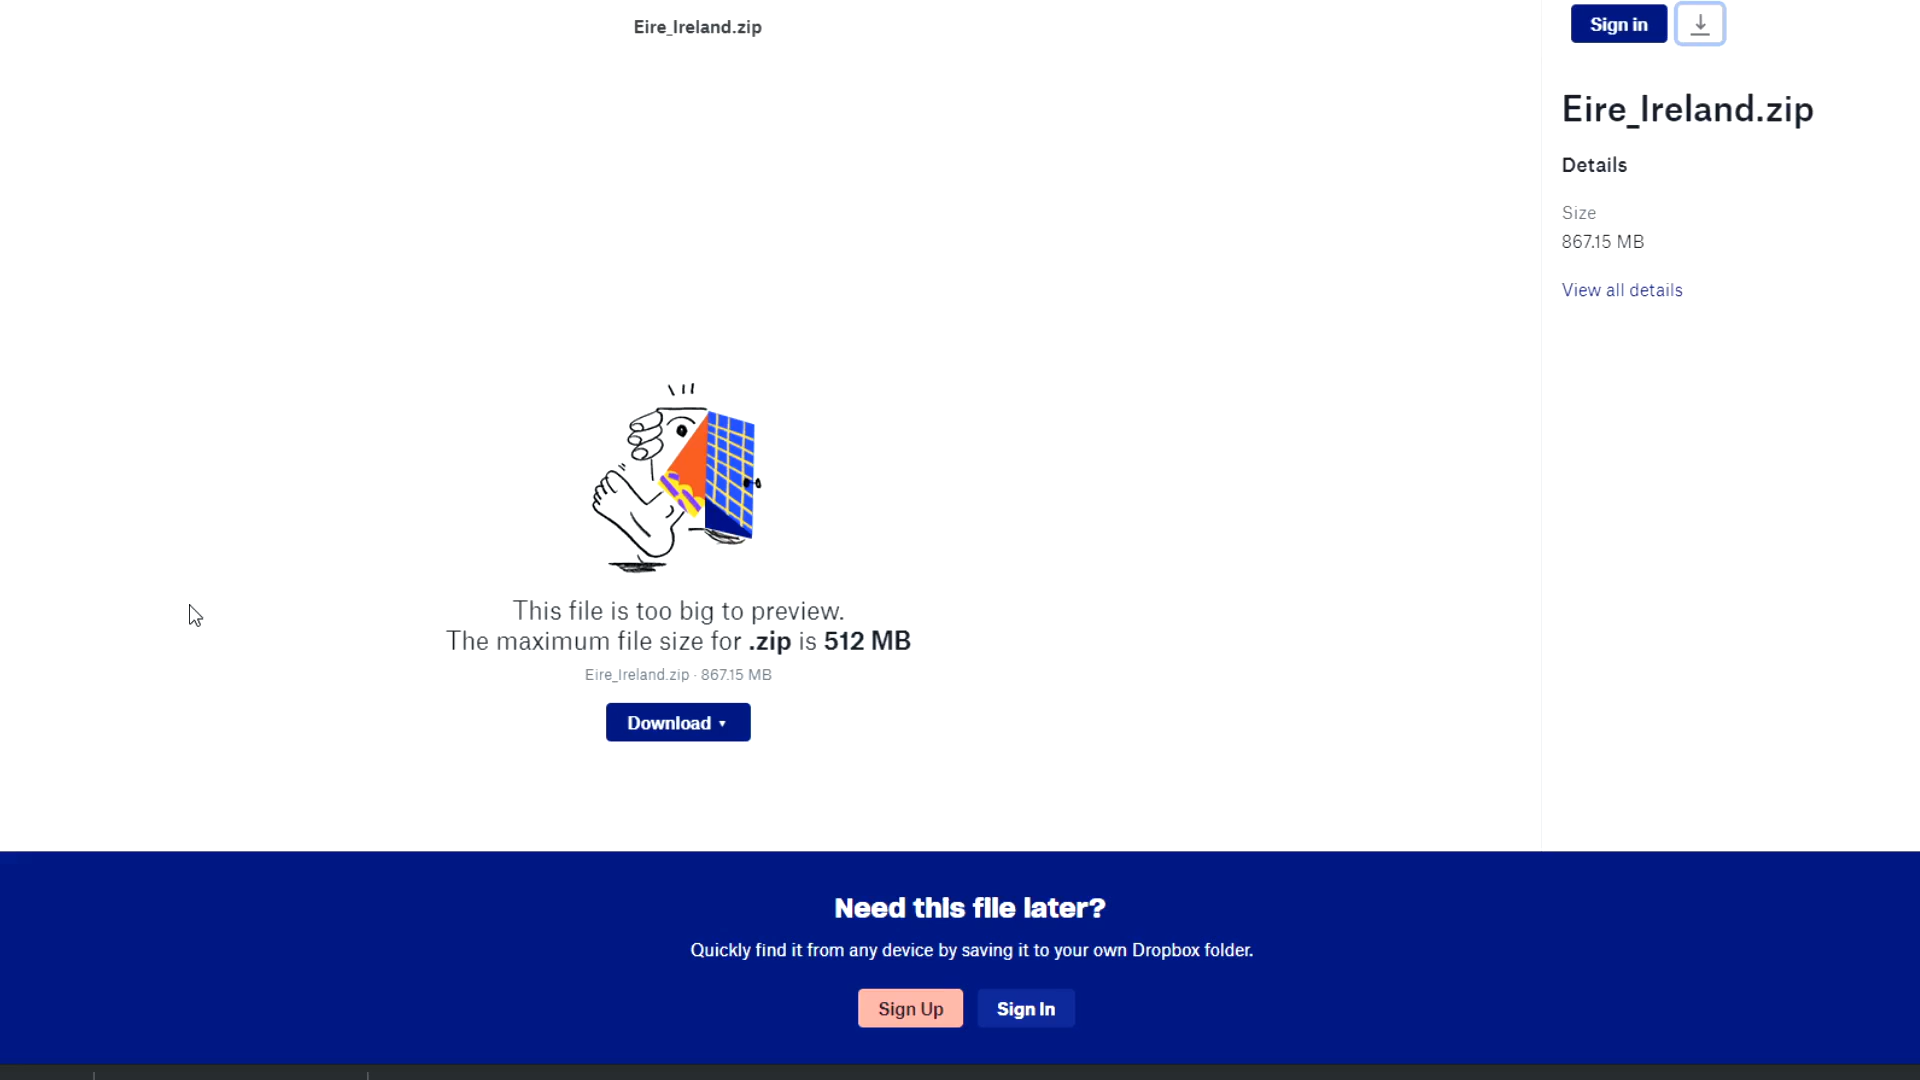 Eire_Ireland.zip
Sign in
Eire_Ireland.zip
Details
Size
867.15 MB
View all details
This file is too big to preview.
The maximum file size for .zip is 512 MB
Eire_Ireland.zip · 867.15 MB
Download
Need this file later?
Quickly find it from any device by saving it to your own Dropbox folder.
Sign Up
Sign In